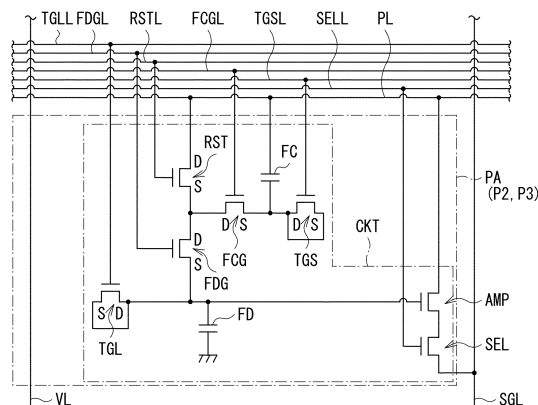 TGLL FDGL RSTL FCGL TGSL SELL PL
D RST
S
FC
PA
(P2, P3)
D S
FCG
D S
TGS
CKT
D
S
FDG
S D
TGL
FD
AMP
SEL
VL
SGL